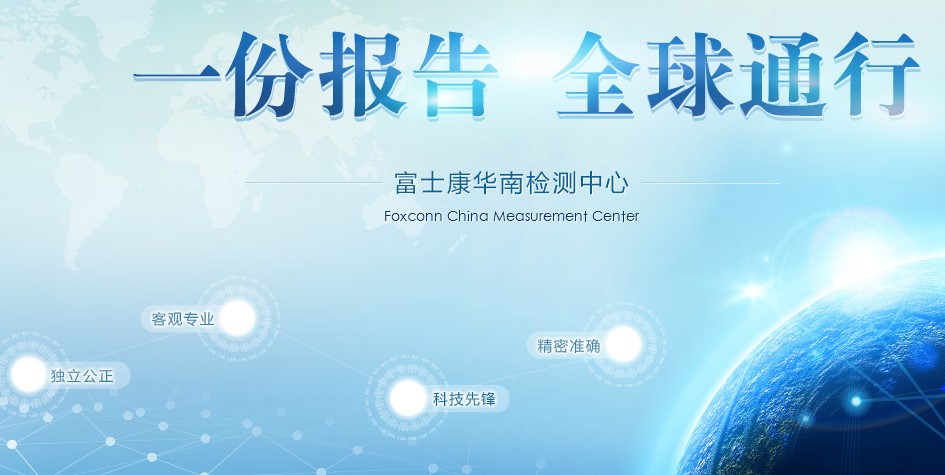 一份报告 全球通行
富士康华南检测中心
Foxconn China Measurement Center
客观专业
精密准确
独立公正
科技先锋